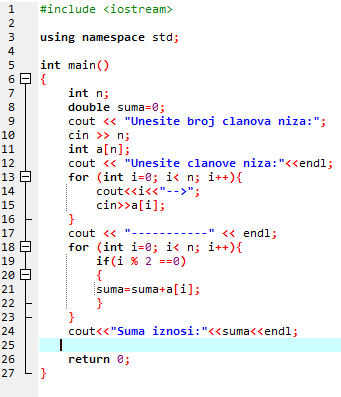 1 #include <iostream>
2
3 using namespace std;
4
5 int main()
6 {
7 int n;
8 double suma=0;
9 cout << "Unesite broj clanova niza:";
10 cin >> n;
11 int a[n];
12 cout << "Unesite clanove niza:"<<endl;
13 for (int i=0; i< n; i++){
14 cout<<i<<"-->";
15 cin>>a[i];
16 }
17 cout << "-----------" << endl;
18 for (int i=0; i< n; i++){
19 if(i % 2 ==0)
20 {
21 suma=suma+a[i];
22 }
23 }
24 cout<<"Suma iznosi:"<<suma<<endl;
25
26 return 0;
27 }